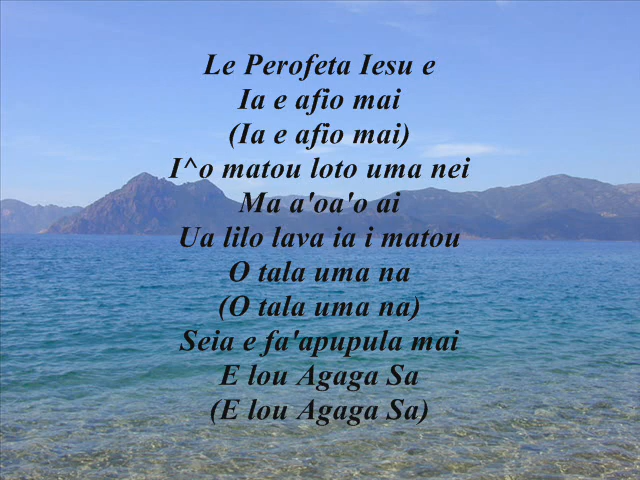 Le Perofeta Iesu e
Ia e afio mai
(Ia e afio mai)
I^o matou loto uma nei
Ma a'oa'o ai
Ua lilo lava ia i matou
O tala uma na
(O tala uma na)
Seia e fa'apupula mai
E lou Agaga Sa
(E lou Agaga Sa)